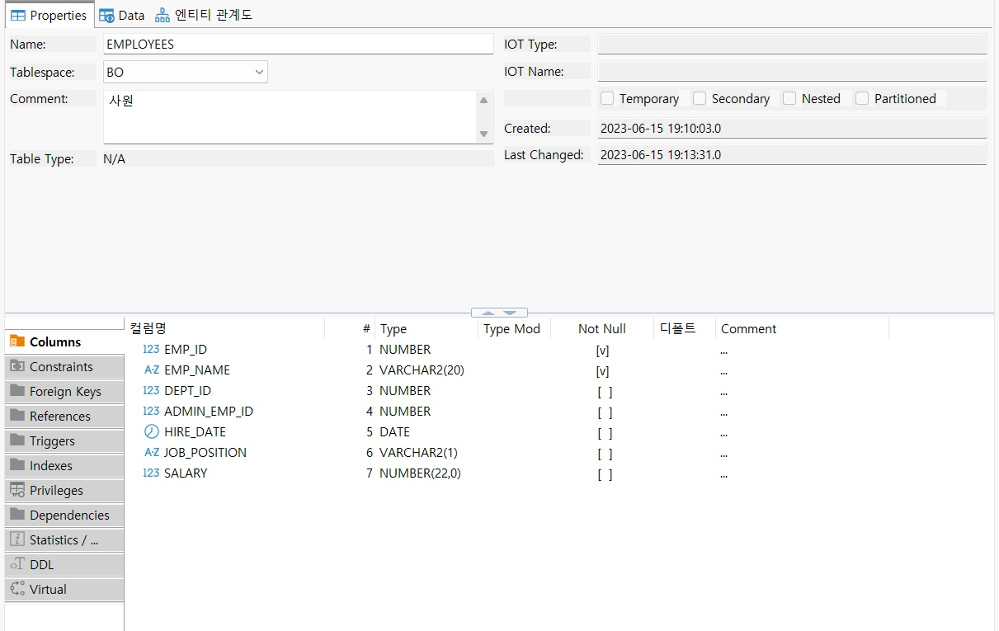 Properties Data 엔티티 관계도
Name: EMPLOYEES IOT Type:
Tablespace: BO IOT Name:
Comment: 사원 Temporary Secondary Nested Partitioned
Created: 2023-06-15 19:10:03.0
Table Type: N/A Last Changed: 2023-06-15 19:13:31.0
컬럼명 # Type Type Mod Not Null 디폴트 Comment
Columns 123 EMP_ID 1 NUMBER [v] ...
Constraints A-Z EMP_NAME 2 VARCHAR2(20) [v] ...
Foreign Keys 123 DEPT_ID 3 NUMBER [ ] ...
References 123 ADMIN_EMP_ID 4 NUMBER [ ] ...
Triggers HIRE_DATE 5 DATE [ ] ...
Indexes A-Z JOB_POSITION 6 VARCHAR2(1) [ ] ...
Privileges 123 SALARY 7 NUMBER(22,0) [ ] ...
Dependencies
Statistics / ...
DDL
Virtual